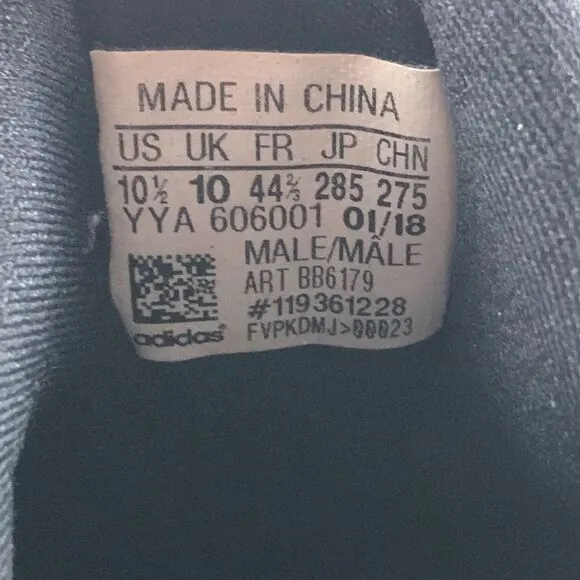 MADE IN CHINA
US UK FR JP CHN
10½ 10 44⅔ 285 275
YYA 606001 01/18
MALE/MÂLE
ART BB6179
#119361228
adidas® FVPKDMJ>00023